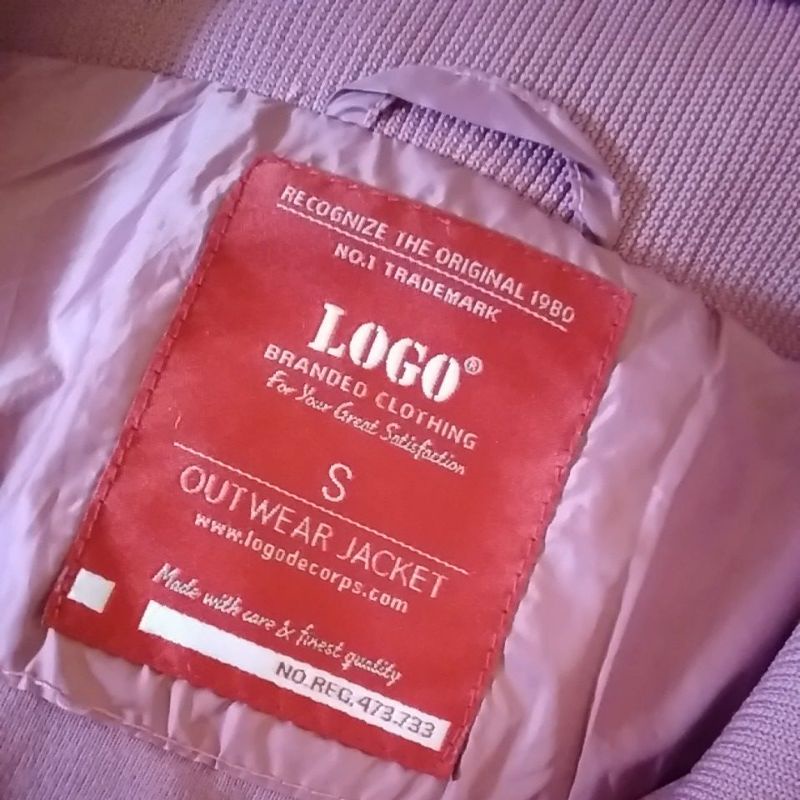 RECOGNIZE THE ORIGINAL 1980
NO.1 TRADEMARK
LOGO®
BRANDED CLOTHING
For Your Great Satisfaction
S
OUTWEAR JACKET
www.logodecorps.com
Made with care & finest quality
NO.REG.473.733